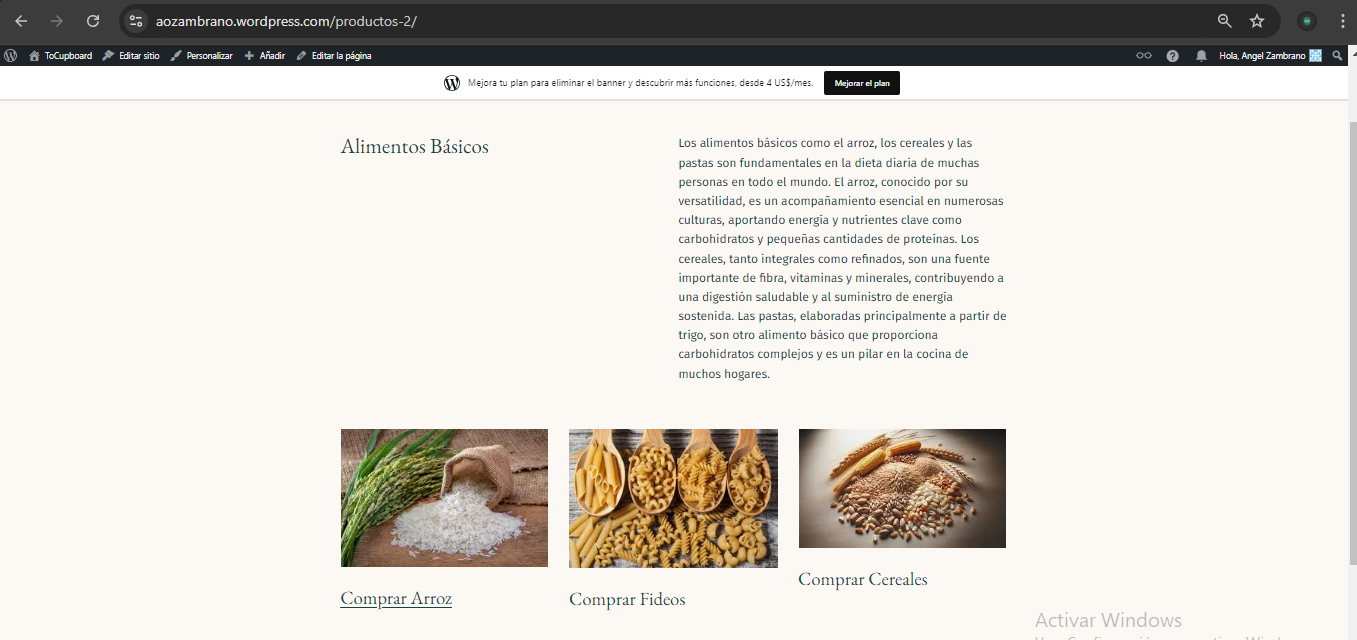 aozambrano.wordpress.com/productos-2/
ToCupboard Editar sitio Personalizar Añadir Editar la página Hola, Angel Zambrano
Mejora tu plan para eliminar el banner y descubrir más funciones, desde 4 US$/mes. Mejorar el plan
Alimentos Básicos
Los alimentos básicos como el arroz, los cereales y las
pastas son fundamentales en la dieta diaria de muchas
personas en todo el mundo. El arroz, conocido por su
versatilidad, es un acompañamiento esencial en numerosas
culturas, aportando energía y nutrientes clave como
carbohidratos y pequeñas cantidades de proteínas. Los
cereales, tanto integrales como refinados, son una fuente
importante de fibra, vitaminas y minerales, contribuyendo a
una digestión saludable y al suministro de energía
sostenida. Las pastas, elaboradas principalmente a partir de
trigo, son otro alimento básico que proporciona
carbohidratos complejos y es un pilar en la cocina de
muchos hogares.
Comprar Arroz
Comprar Fideos
Comprar Cereales
Activar Windows